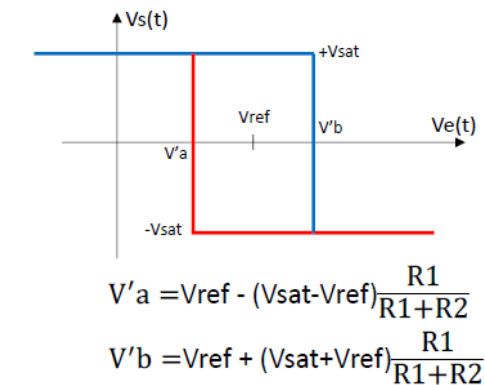 Vs(t)
+Vsat
Vref
V'b
Ve(t)
V'a
-Vsat
V′a =Vref - (Vsat-Vref) R1/(R1+R2)
V′b =Vref + (Vsat+Vref) R1/(R1+R2)